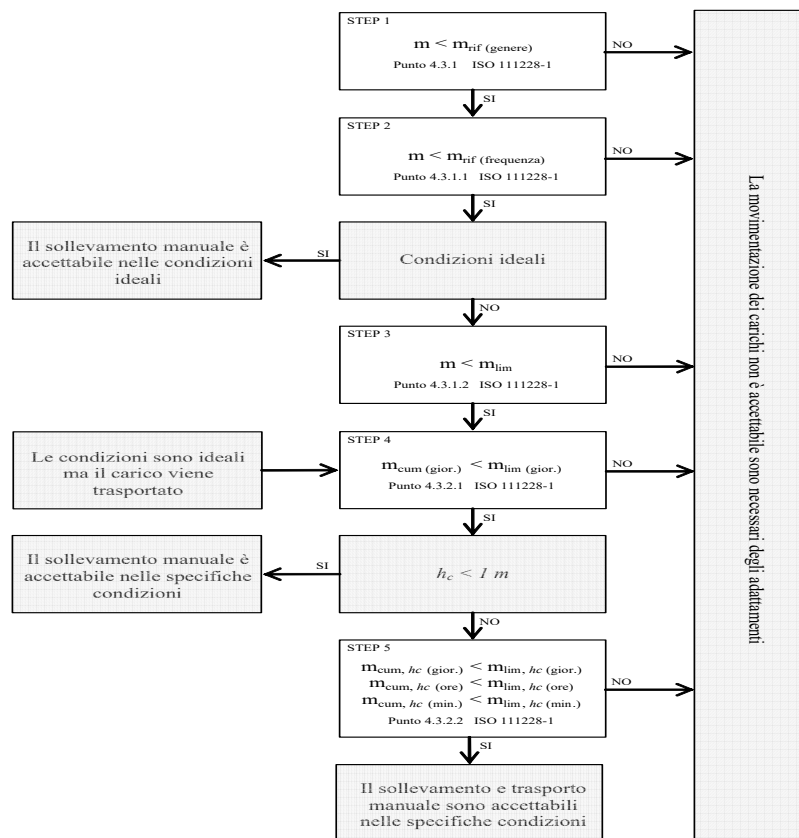 STEP 1
m < mrif (genere)
Punto 4.3.1 ISO 111228-1
NO
SI
STEP 2
m < mrif (frequenza)
Punto 4.3.1.1 ISO 111228-1
NO
SI
Il sollevamento manuale è
accettabile nelle condizioni
ideali
SI
Condizioni ideali
NO
STEP 3
m < mlim
Punto 4.3.1.2 ISO 111228-1
NO
SI
Le condizioni sono ideali
ma il carico viene
trasportato
STEP 4
mcum (gior.) < mlim (gior.)
Punto 4.3.2.1 ISO 111228-1
NO
SI
Il sollevamento manuale è
accettabile nelle specifiche
condizioni
SI
hc < 1 m
NO
STEP 5
mcum, hc (gior.) < mlim, hc (gior.)
mcum, hc (ore) < mlim, hc (ore)
mcum, hc (min.) < mlim, hc (min.)
Punto 4.3.2.2 ISO 111228-1
NO
SI
Il sollevamento e trasporto
manuale sono accettabili
nelle specifiche condizioni
La movimentazione dei carichi non è accettabile sono necessari degli adattamenti